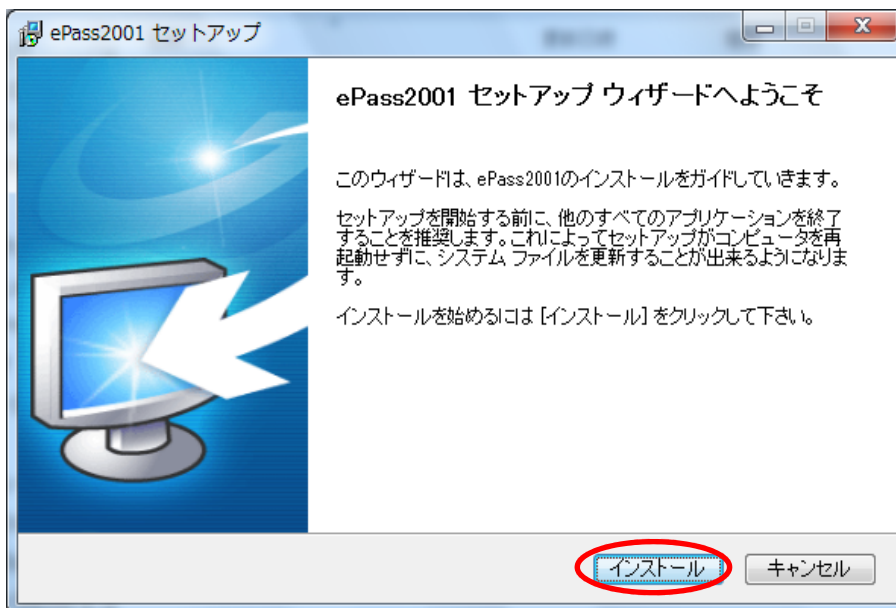 ePass2001 セットアップ
ePass2001 セットアップ ウィザードへようこそ
このウィザードは、ePass2001のインストールをガイドしていきます。
セットアップを開始する前に、他のすべてのアプリケーションを終了
することを推奨します。これによってセットアップがコンピュータを再
起動せずに、システム ファイルを更新することが出来るようになりま
す。
インストールを始めるには [インストール] をクリックして下さい。
インストール
キャンセル